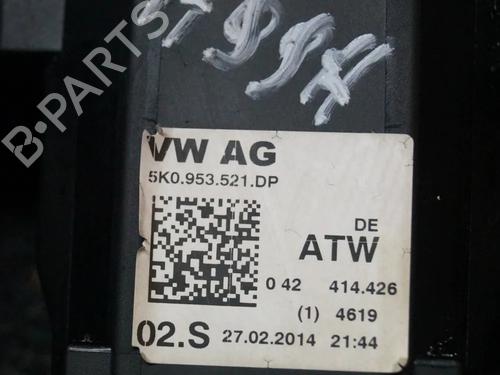 B-PARTS
VW AG
5K0.953.521.DP
DE
ATW
0 42 414.426
(1) 4619
02.S 27.02.2014 21:44